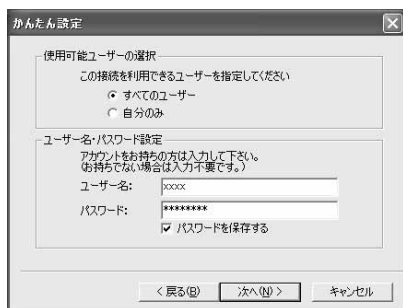 かんたん設定
使用可能ユーザーの選択
この接続を利用できるユーザーを指定してください
すべてのユーザー
自分のみ
ユーザー名・パスワード設定
アカウントをお持ちの方は入力して下さい。
(お持ちでない場合は入力不要です。)
ユーザー名: xxxx
パスワード: ********
パスワードを保存する
< 戻る(B) 次へ(N) > キャンセル